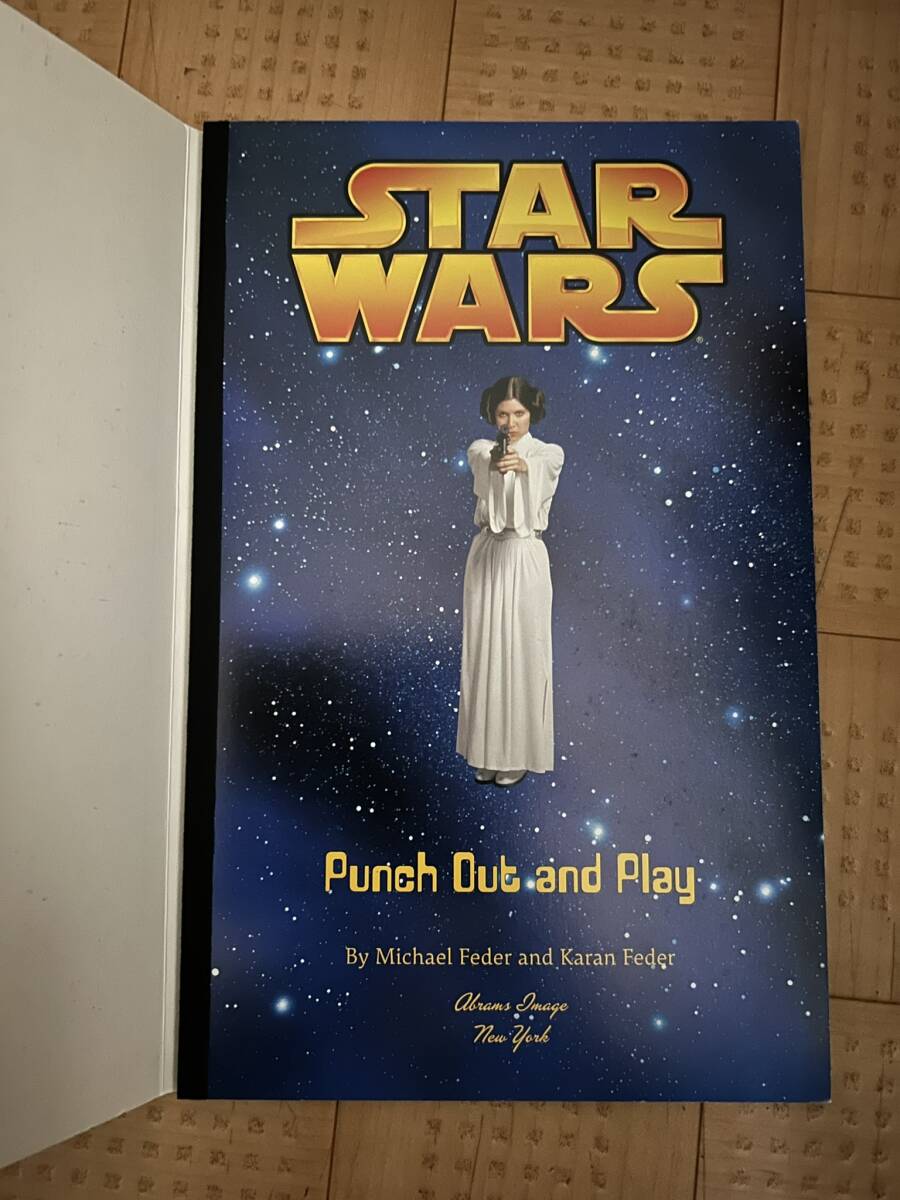 STAR
WARS®
Punch Out and Play
By Michael Feder and Karan Feder
Abrams Image
New York